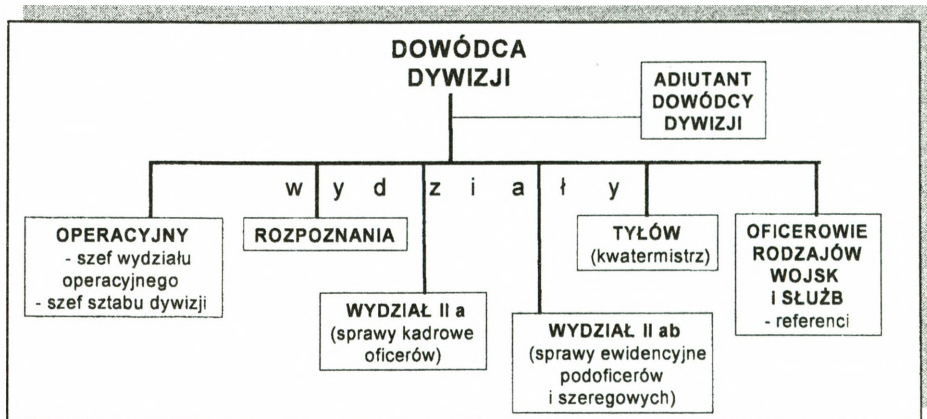 DOWÓDCA
DYWIZJI
ADIUTANT
DOWÓDCY
DYWIZJI
w y d z i a ł y
OPERACYJNY
- szef wydziału
operacyjnego
- szef sztabu dywizji
ROZPOZNANIA
WYDZIAŁ II a
(sprawy kadrowe
oficerów)
WYDZIAŁ II ab
(sprawy ewidencyjne
podoficerów
i szeregowych)
TYŁÓW
(kwatermistrz)
OFICEROWIE
RODZAJÓW
WOJSK
I SŁUŻB
- referenci